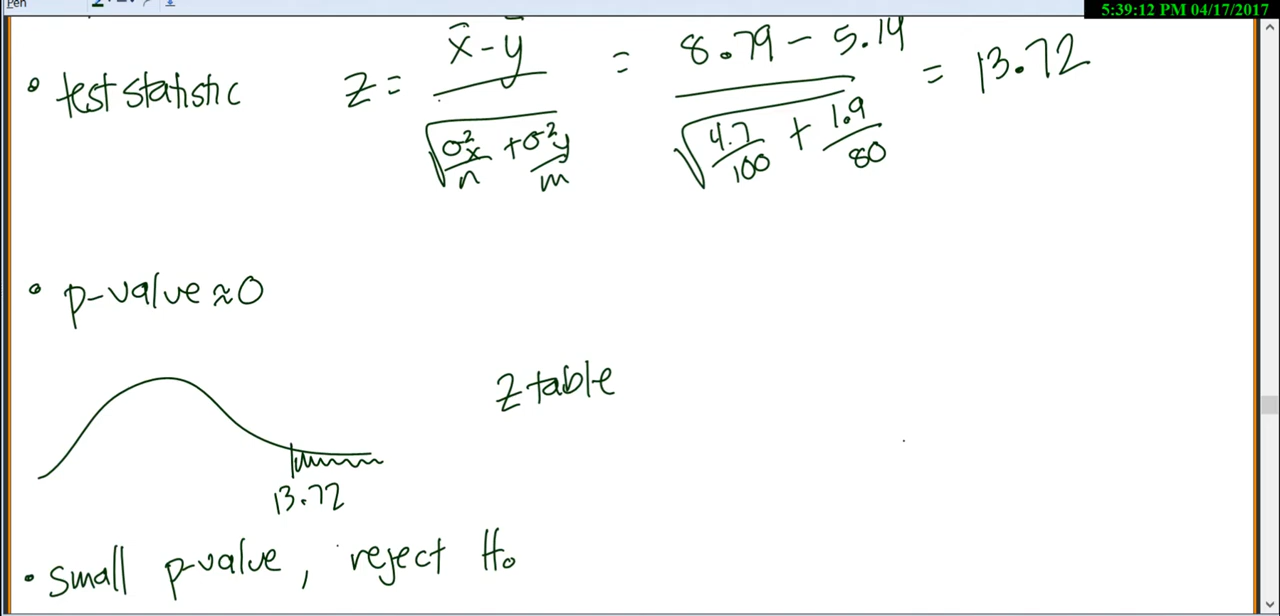 Pen
5:39:12 PM 04/17/2017
• test statistic z = x̄ - ȳ / √(σ²x/n + σ²y/m) = 8.79 - 5.14 / √(4.7/100 + 1.9/80) = 13.72
• p-value ≈ 0
z table
13.72
• small p-value, reject H₀